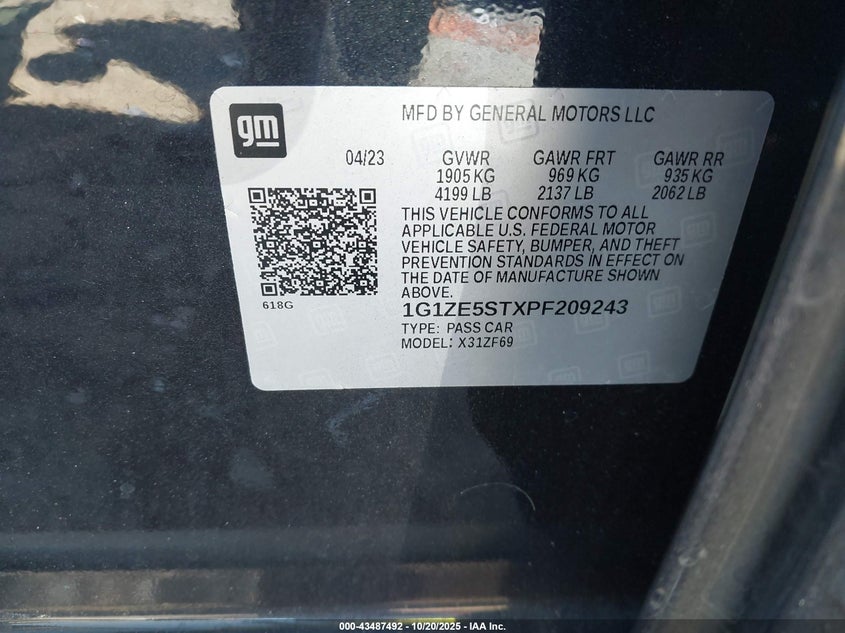 gm
MFD BY GENERAL MOTORS LLC
04/23 GVWR GAWR FRT GAWR RR
1905 KG 969 KG 935 KG
4199 LB 2137 LB 2062 LB
THIS VEHICLE CONFORMS TO ALL
APPLICABLE U.S. FEDERAL MOTOR
VEHICLE SAFETY, BUMPER, AND THEFT
PREVENTION STANDARDS IN EFFECT ON
THE DATE OF MANUFACTURE SHOWN
ABOVE.
618G
1G1ZE5STXPF209243
TYPE: PASS CAR
MODEL: X31ZF69
000-43487492 - 10/20/2025 - IAA Inc.